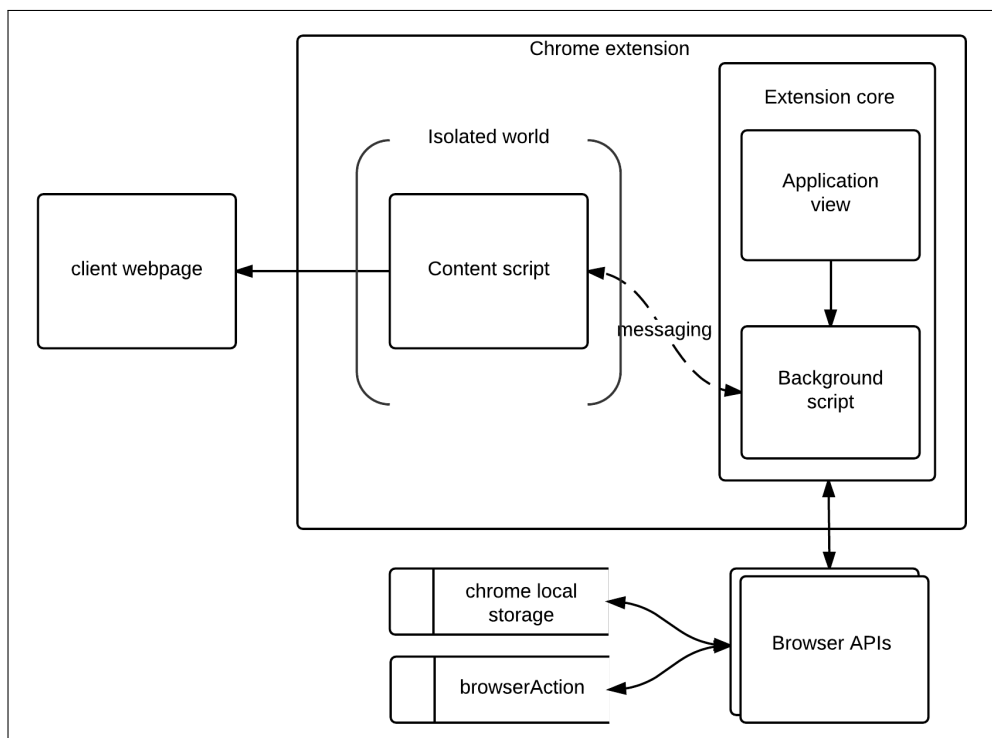 Chrome extension
Extension core
Isolated world
Application
view
client webpage
Content script
messaging
Background
script
chrome local
storage
Browser APIs
browserAction